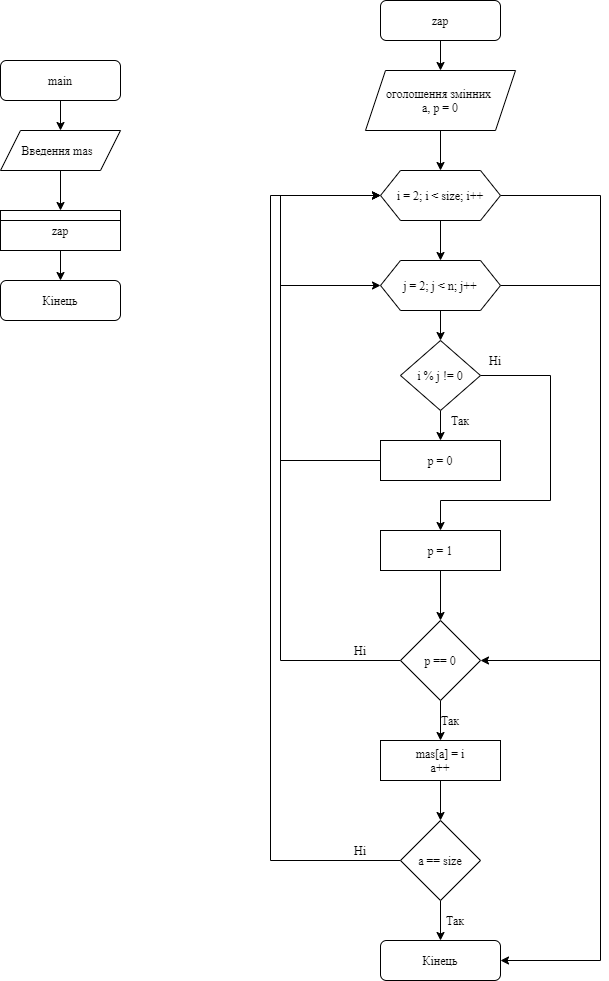 main
Введення mas
zap
Кінець
zap
оголошення змінних
a, p = 0
i = 2; i < size; i++
j = 2; j < n; j++
i % j != 0
Ні
Так
p = 0
p = 1
p == 0
Ні
Так
mas[a] = i
a++
a == size
Ні
Так
Кінець